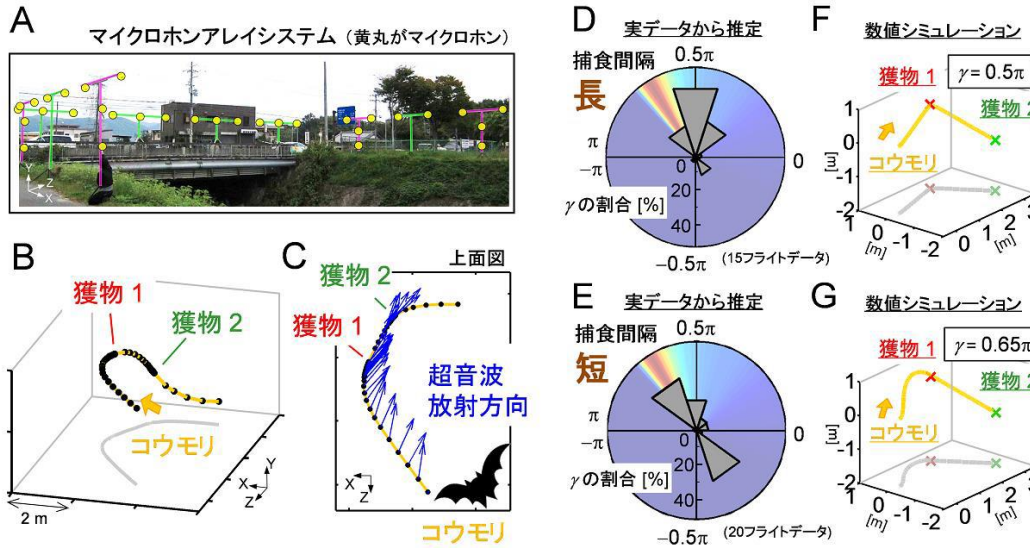 A
マイクロホンアレイシステム（黄丸がマイクロホン）
Y
Z
X
B
獲物 1
獲物 2
コウモリ
2 m
X
Y
Z
C
上面図
獲物 2
獲物 1
超音波
放射方向
X
Z
コウモリ
D
実データから推定
捕食間隔
長
0.5π
π
−π
0
0
20
40
γの割合 [%]
−0.5π
(15フライトデータ)
E
実データから推定
捕食間隔
短
0.5π
π
−π
0
0
20
40
γの割合 [%]
−0.5π
(20フライトデータ)
F
数値シミュレーション
γ = 0.5π
獲物 1
獲物 2
コウモリ
1
0
[m]
-1
-2
1
0
-1
-2
[m]
0
1
2
3
[m]
G
数値シミュレーション
γ = 0.65π
獲物 1
獲物 2
コウモリ
1
0
[m]
-1
-2
1
0
-1
-2
[m]
0
1
2
3
[m]